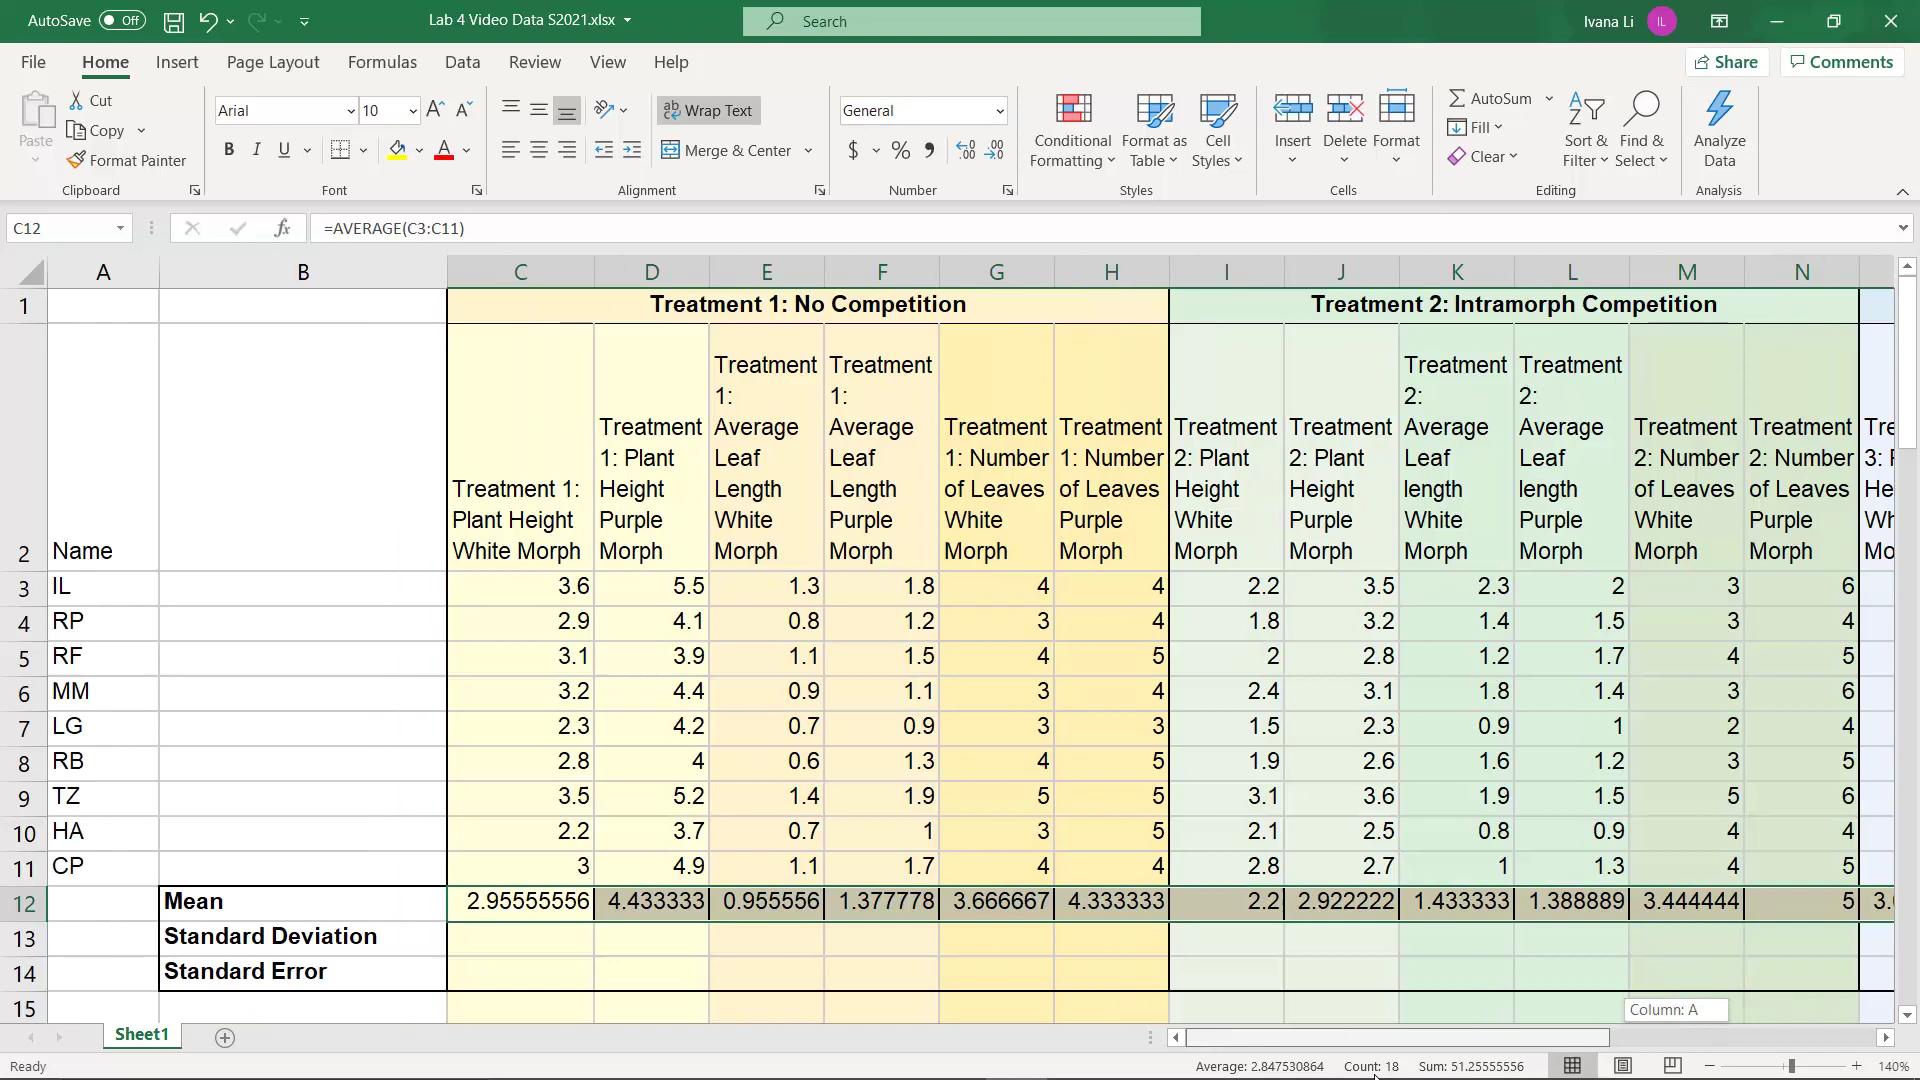 AutoSave Off Lab 4 Video Data S2021.xlsx Search Ivana Li IL
File Home Insert Page Layout Formulas Data Review View Help Share Comments
Paste Cut Copy Format Painter Clipboard
Arial 10 A A B I U A Font
ab Wrap Text Merge & Center Alignment
General $ % 9 .00 Number
Conditional Formatting Format as Table Cell Styles Styles
Insert Delete Format Cells
AutoSum Fill Clear Sort & Filter Find & Select Editing
Analyze Data Analysis
C12 fx =AVERAGE(C3:C11)
A B C D E F G H I J K L M N
1 Treatment 1: No Competition Treatment 2: Intramorph Competition
2 Name Treatment 1: Plant Height White Morph Treatment 1: Plant Height Purple Morph Treatment 1: Average Leaf Length White Morph Treatment 1: Average Leaf Length Purple Morph Treatment 1: Number of Leaves White Morph Treatment 1: Number of Leaves Purple Morph Treatment 2: Plant Height White Morph Treatment 2: Plant Height Purple Morph Treatment 2: Average Leaf length White Morph Treatment 2: Average Leaf length Purple Morph Treatment 2: Number of Leaves White Morph Treatment 2: Number of Leaves Purple Morph
3 IL 3.6 5.5 1.3 1.8 4 4 2.2 3.5 2.3 2 3 6
4 RP 2.9 4.1 0.8 1.2 3 4 1.8 3.2 1.4 1.5 3 4
5 RF 3.1 3.9 1.1 1.5 4 5 2 2.8 1.2 1.7 4 5
6 MM 3.2 4.4 0.9 1.1 3 4 2.4 3.1 1.8 1.4 3 6
7 LG 2.3 4.2 0.7 0.9 3 3 1.5 2.3 0.9 1 2 4
8 RB 2.8 4 0.6 1.3 4 5 1.9 2.6 1.6 1.2 3 5
9 TZ 3.5 5.2 1.4 1.9 5 5 3.1 3.6 1.9 1.5 5 6
10 HA 2.2 3.7 0.7 1 3 5 2.1 2.5 0.8 0.9 4 4
11 CP 3 4.9 1.1 1.7 4 4 2.8 2.7 1 1.3 4 5
12 Mean 2.95555556 4.433333 0.955556 1.377778 3.666667 4.333333 2.2 2.922222 1.433333 1.388889 3.444444 5
13 Standard Deviation
14 Standard Error
15
Column: A
Sheet1
Ready Average: 2.847530864 Count: 18 Sum: 51.25555556 140%